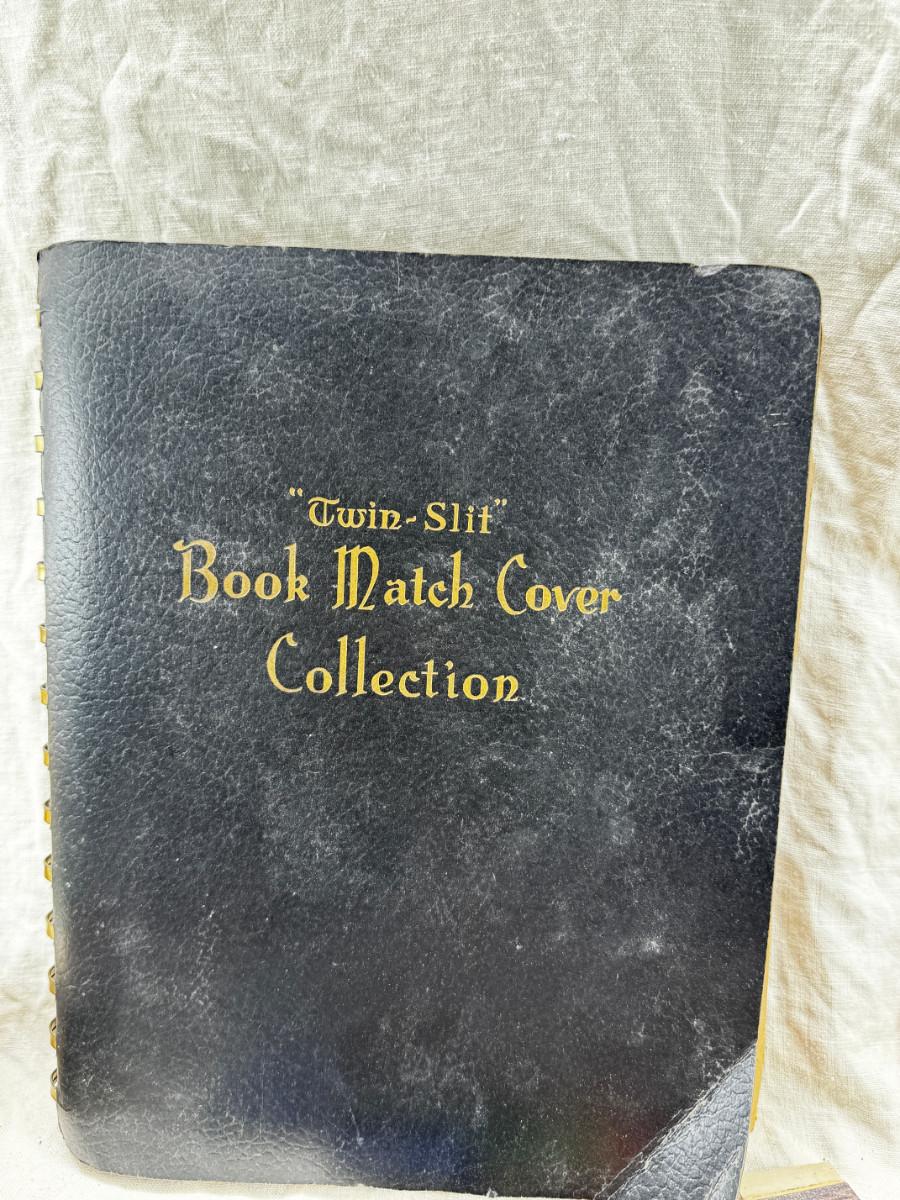 "Twin-Slit"
Book Match Cover
Collection